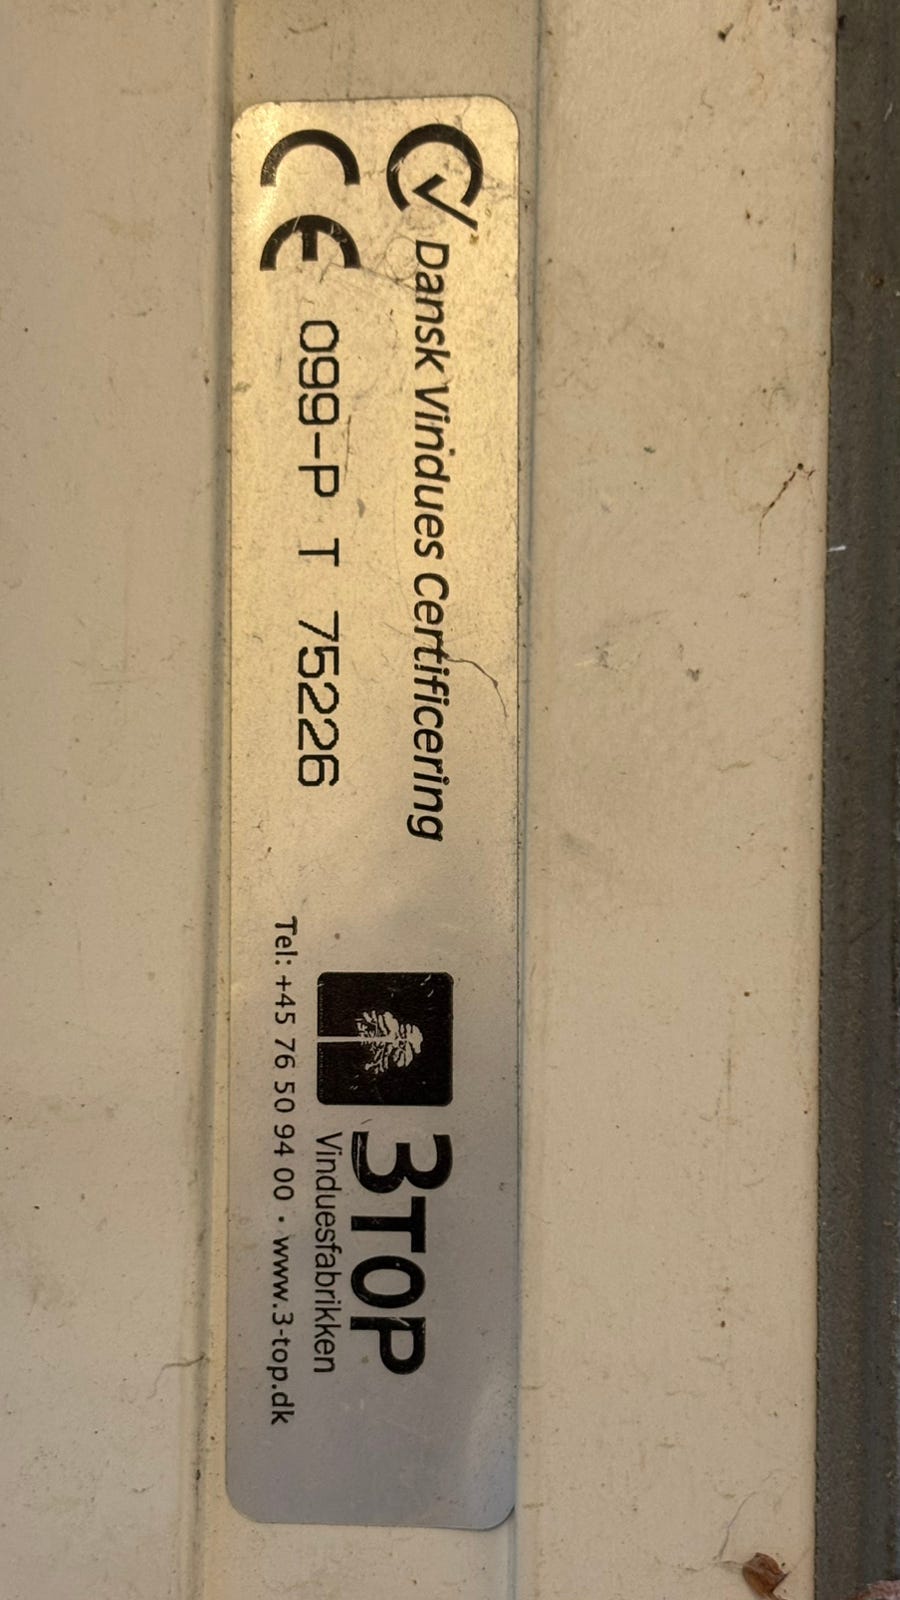 Dansk Vindues Certificering
CE 099-P T 75226
3TOP
Vinduesfabrikken
Tel: +45 76 50 94 00 • www.3-top.dk